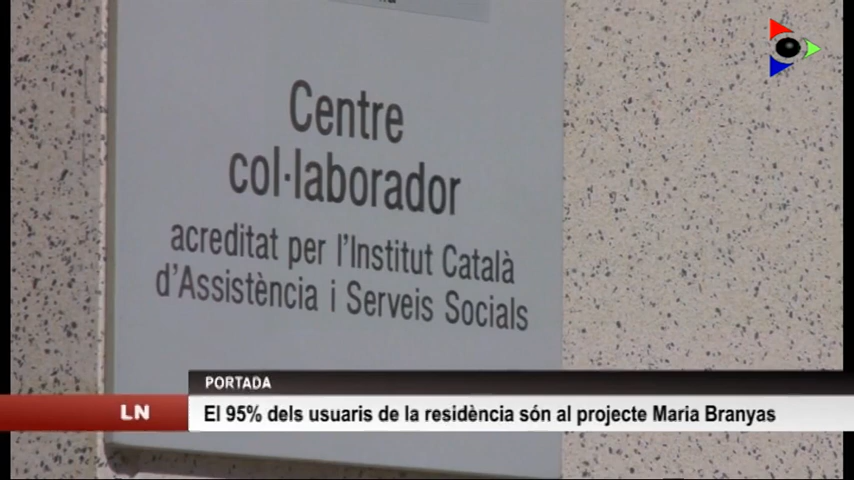 Centre
col·laborador
acreditat per l'Institut Català
d'Assistència i Serveis Socials
PORTADA
LN
El 95% dels usuaris de la residència són al projecte Maria Branyas